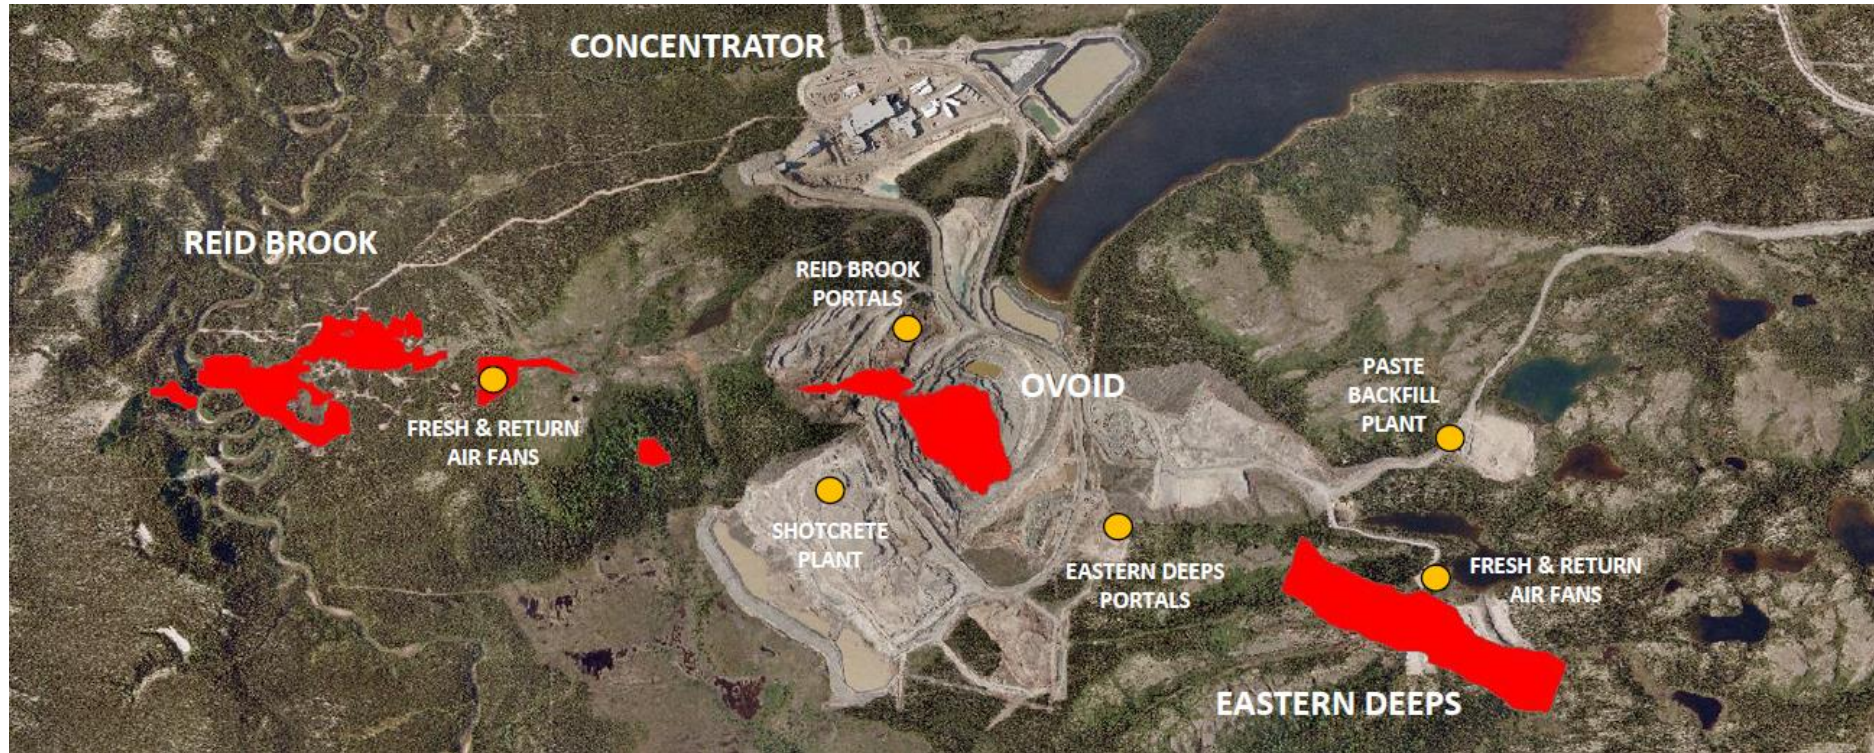 CONCENTRATOR
REID BROOK
REID BROOK
PORTALS
OVOID
PASTE
BACKFILL
PLANT
FRESH & RETURN
AIR FANS
SHOTCRETE
PLANT
EASTERN DEEPS
PORTALS
FRESH & RETURN
AIR FANS
EASTERN DEEPS